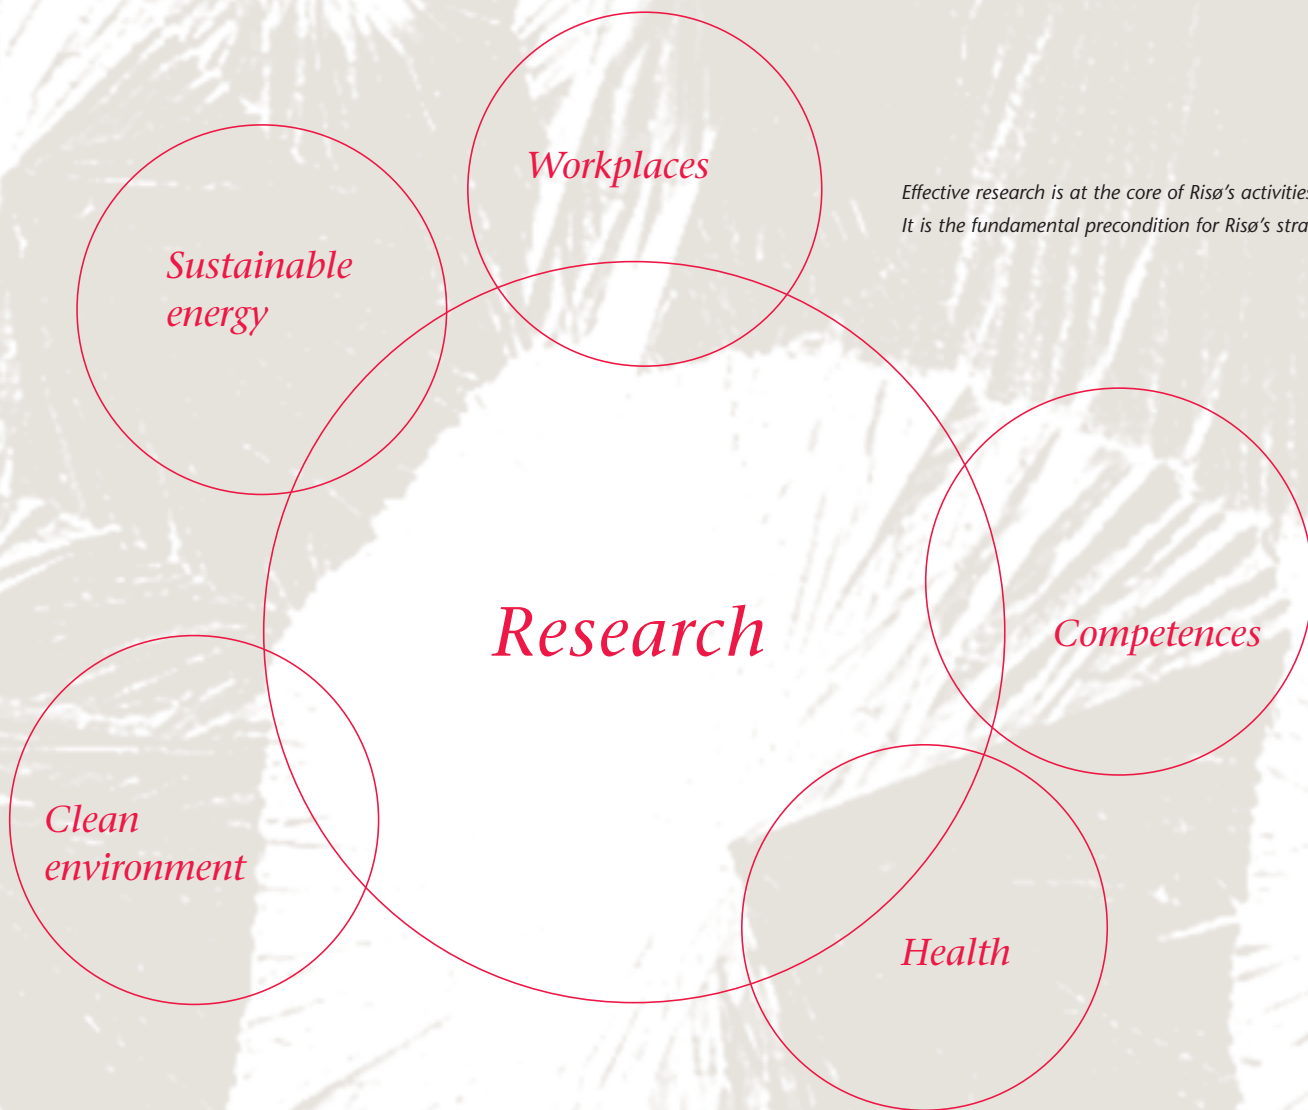 Workplaces
Effective research is at the core of Risø's activities
It is the fundamental precondition for Risø's
Sustainable
energy
Research
Competences
Clean
environment
Health